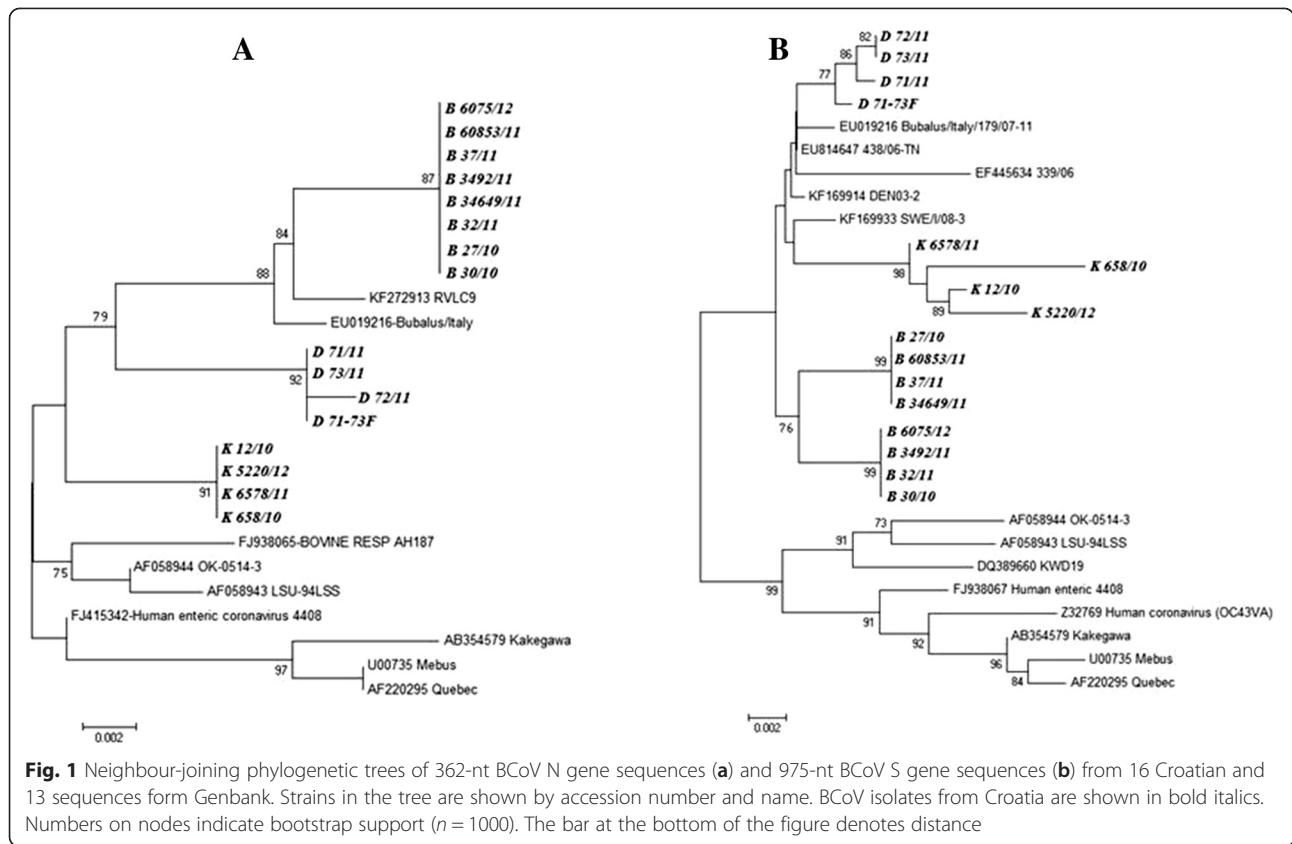 A
B 6075/12
B 60853/11
B 37/11
87
B 3492/11
B 34649/11
B 32/11
B 27/10
B 30/10
84
88
KF272913 RVLC9
EU019216-Bubalus/Italy
79
D 71/11
D 73/11
92
D 72/11
D 71-73F
K 12/10
K 5220/12
91
K 6578/11
K 658/10
FJ938065-BOVINE RESP AH187
75
AF058944 OK-0514-3
AF058943 LSU-94LSS
FJ415342-Human enteric coronavirus 4408
AB354579 Kakegawa
97
U00735 Mebus
AF220295 Quebec
0.002
B
82
D 72/11
D 73/11
86
77
D 71/11
D 71-73F
EU019216 Bubalus/Italy/179/07-11
EU814647 438/06-TN
EF445634 339/06
KF169914 DEN03-2
KF169933 SWE/I/08-3
K 6578/11
98
K 658/10
K 12/10
89
K 5220/12
B 27/10
99
B 60853/11
B 37/11
B 34649/11
76
B 6075/12
B 3492/11
99
B 32/11
B 30/10
73
AF058944 OK-0514-3
91
AF058943 LSU-94LSS
DQ389660 KWD19
99
FJ938067 Human enteric 4408
91
Z32769 Human coronavirus (OC43VA)
92
AB354579 Kakegawa
96
U00735 Mebus
84
AF220295 Quebec
0.002
Fig. 1 Neighbour-joining phylogenetic trees of 362-nt BCoV N gene sequences (a) and 975-nt BCoV S gene sequences (b) from 16 Croatian and
13 sequences form Genbank. Strains in the tree are shown by accession number and name. BCoV isolates from Croatia are shown in bold italics.
Numbers on nodes indicate bootstrap support (n = 1000). The bar at the bottom of the figure denotes distance